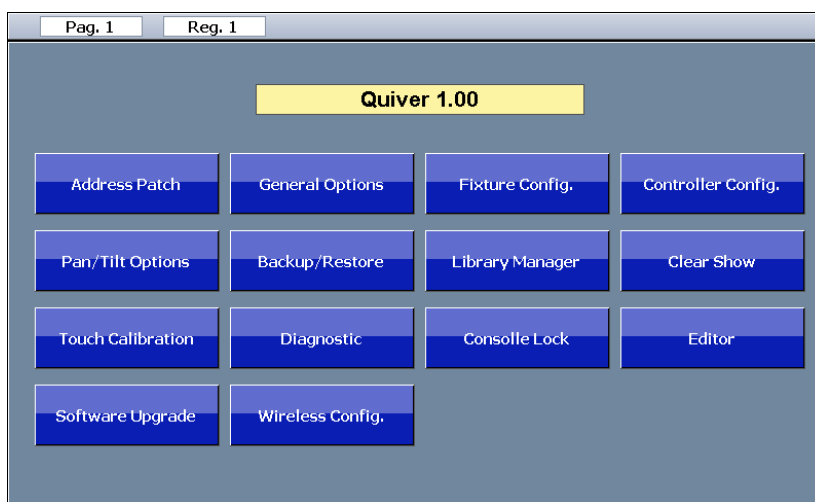 Pag. 1 Reg. 1
Quiver 1.00
Address Patch General Options Fixture Config. Controller Config.
Pan/Tilt Options Backup/Restore Library Manager Clear Show
Touch Calibration Diagnostic Consolle Lock Editor
Software Upgrade Wireless Config.